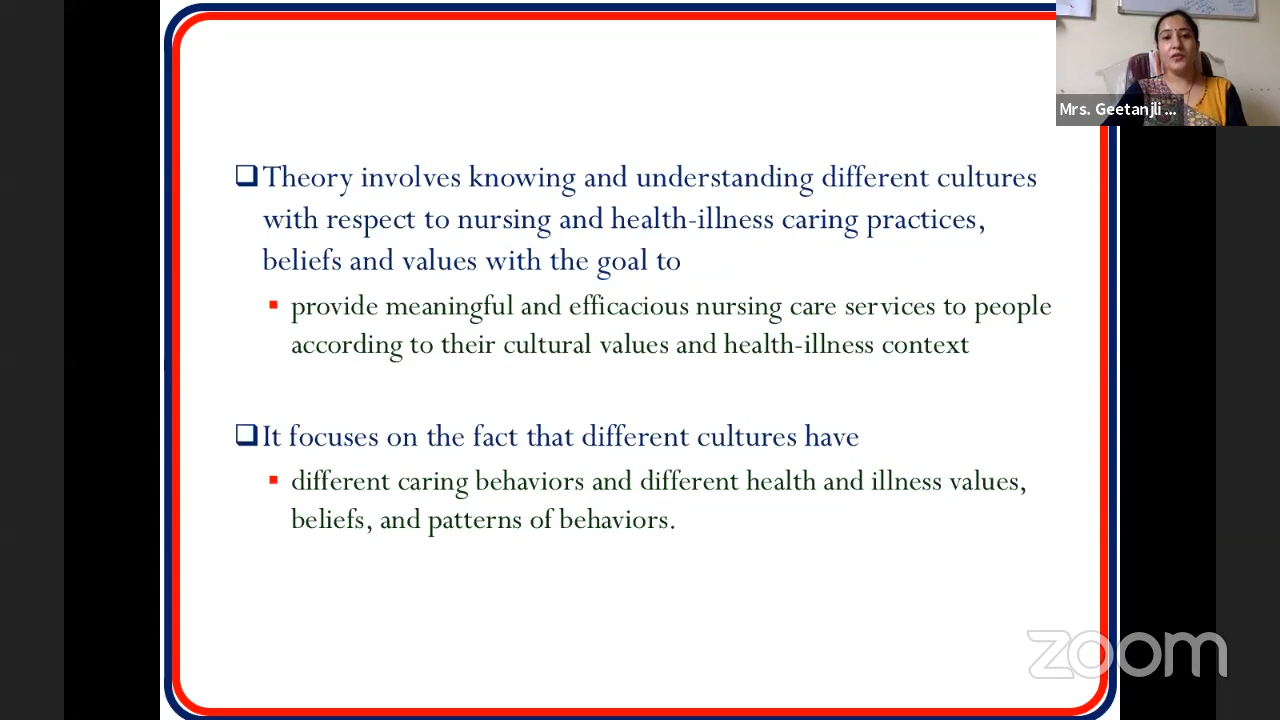 Mrs. Geetanjli ...
Theory involves knowing and understanding different cultures
with respect to nursing and health-illness caring practices,
beliefs and values with the goal to
provide meaningful and efficacious nursing care services to people
according to their cultural values and health-illness context
It focuses on the fact that different cultures have
different caring behaviors and different health and illness values,
beliefs, and patterns of behaviors.
zoom